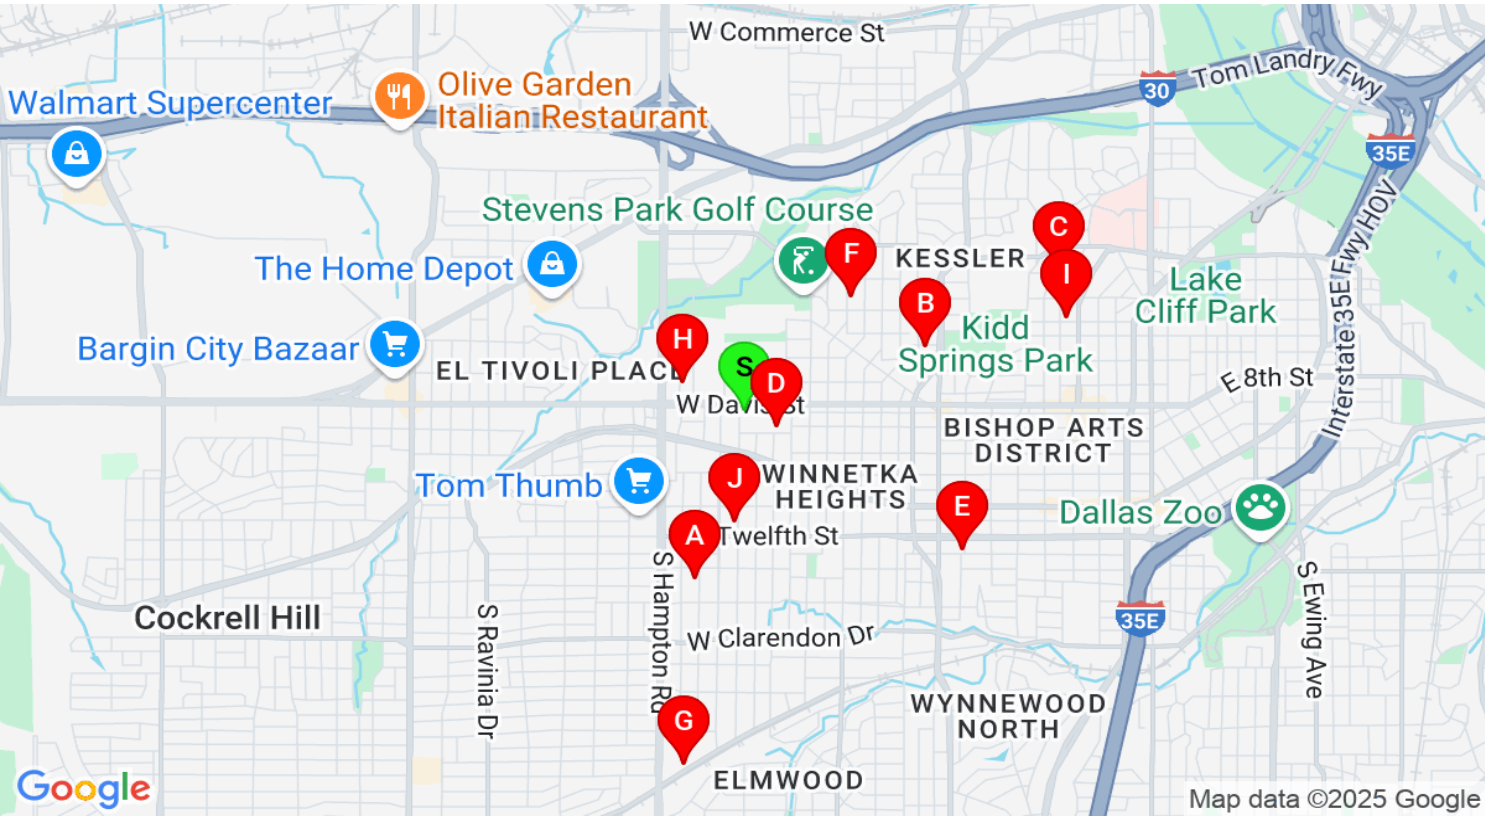 W Commerce St
Tom Landry Fwy
30
Olive Garden
Italian Restaurant
Walmart Supercenter
35E
Stevens Park Golf Course
C
F
KESSLER
The Home Depot
I
Interstate 35E Fwy HOV
Lake
Cliff Park
B
Kidd
Springs Park
H
Bargin City Bazaar
EL TIVOLI PLACE
S
D
E 8th St
W Davis St
BISHOP ARTS
DISTRICT
J
WINNETKA
HEIGHTS
Tom Thumb
E
Dallas Zoo
A
Twelfth St
S Hampton Rd
S Ewing Ave
Cockrell Hill
S Ravinia Dr
35E
W Clarendon Dr
G
WYNNEWOOD
NORTH
ELMWOOD
Google
Map data ©2025 Google